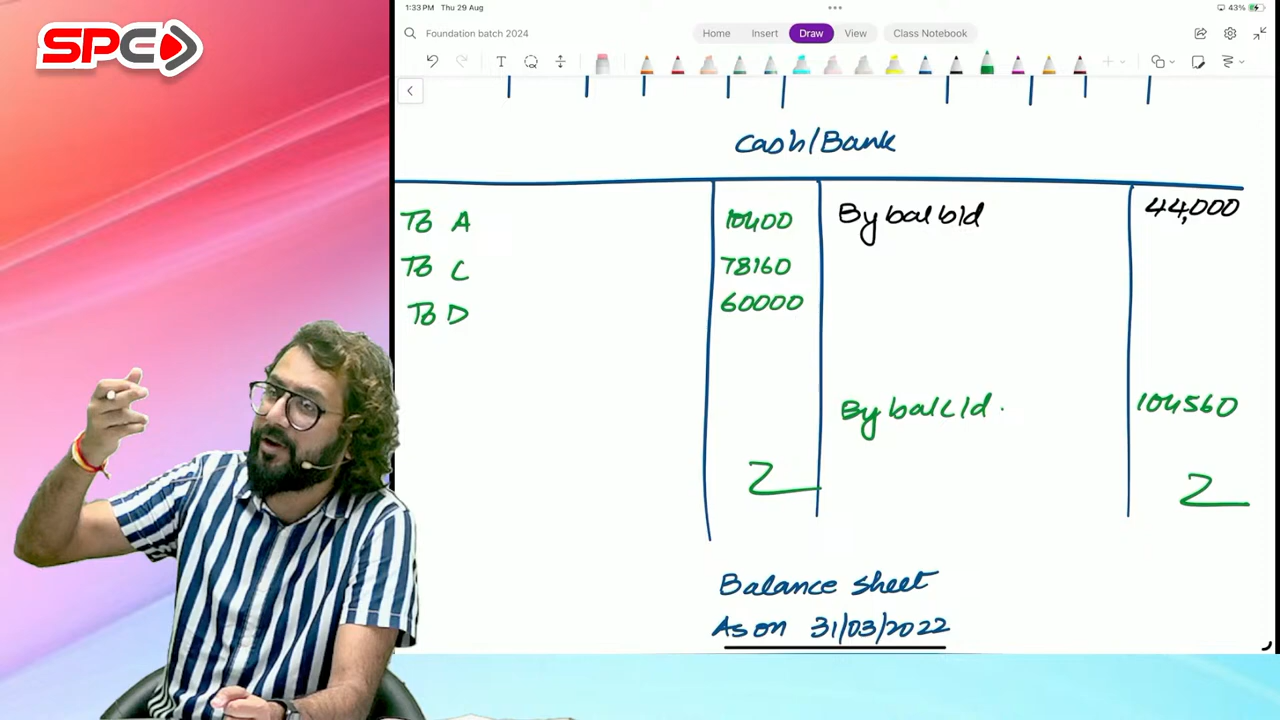 SPC
1:33 PM Thu 29 Aug
43%
Foundation batch 2024
Home Insert Draw View Class Notebook
Cash/Bank
To A 10400 By bal b/d 44,000
To C 78160
To D 60000
By bal c/d. 104560
Balance sheet
As on 31/03/2022